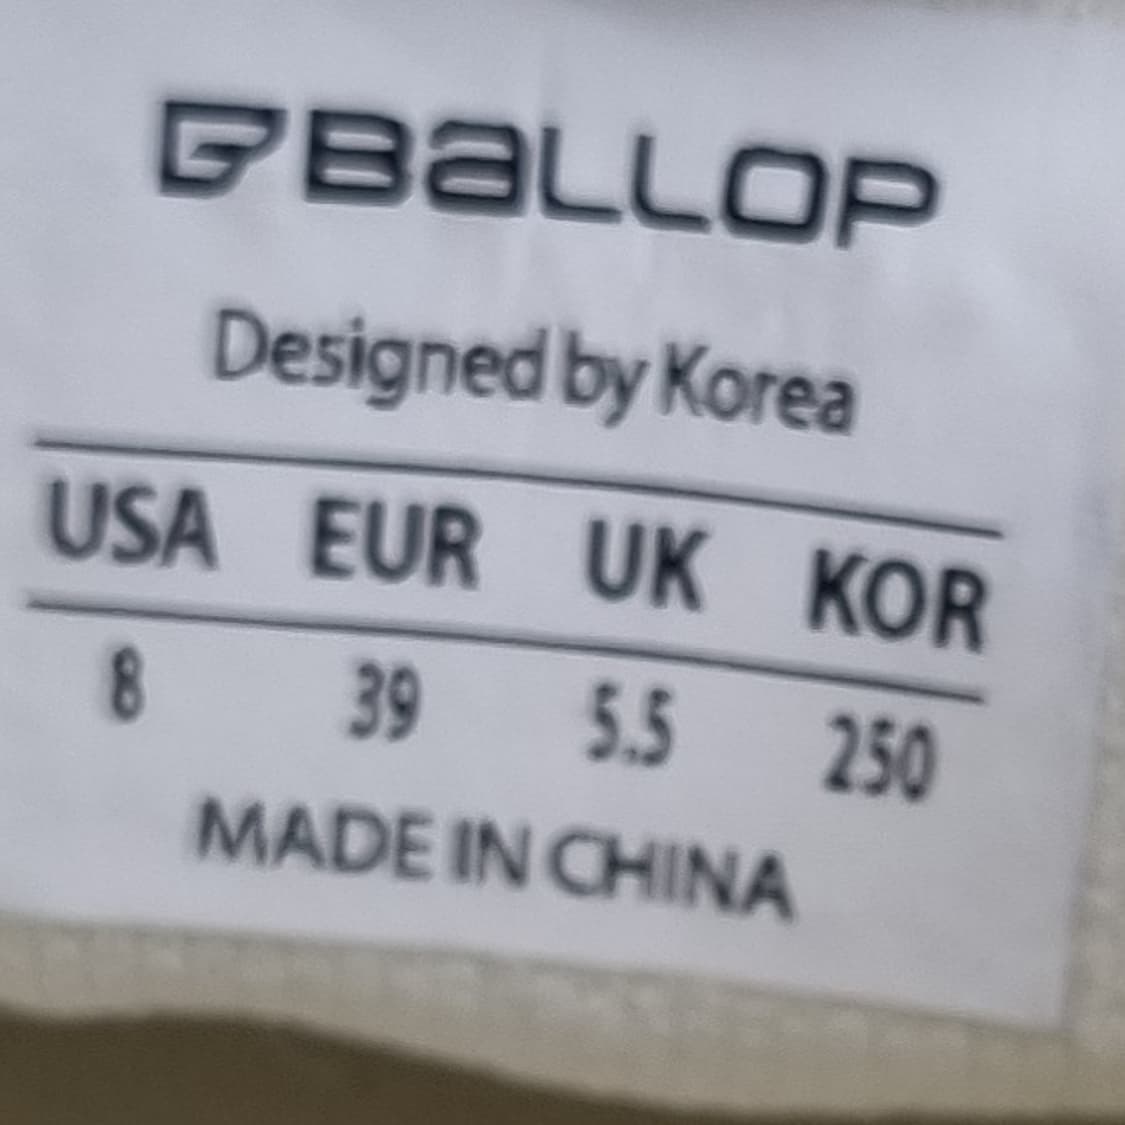 BaLLOP
Designed by Korea
USA EUR UK KOR
8 39 5.5 250
MADE IN CHINA